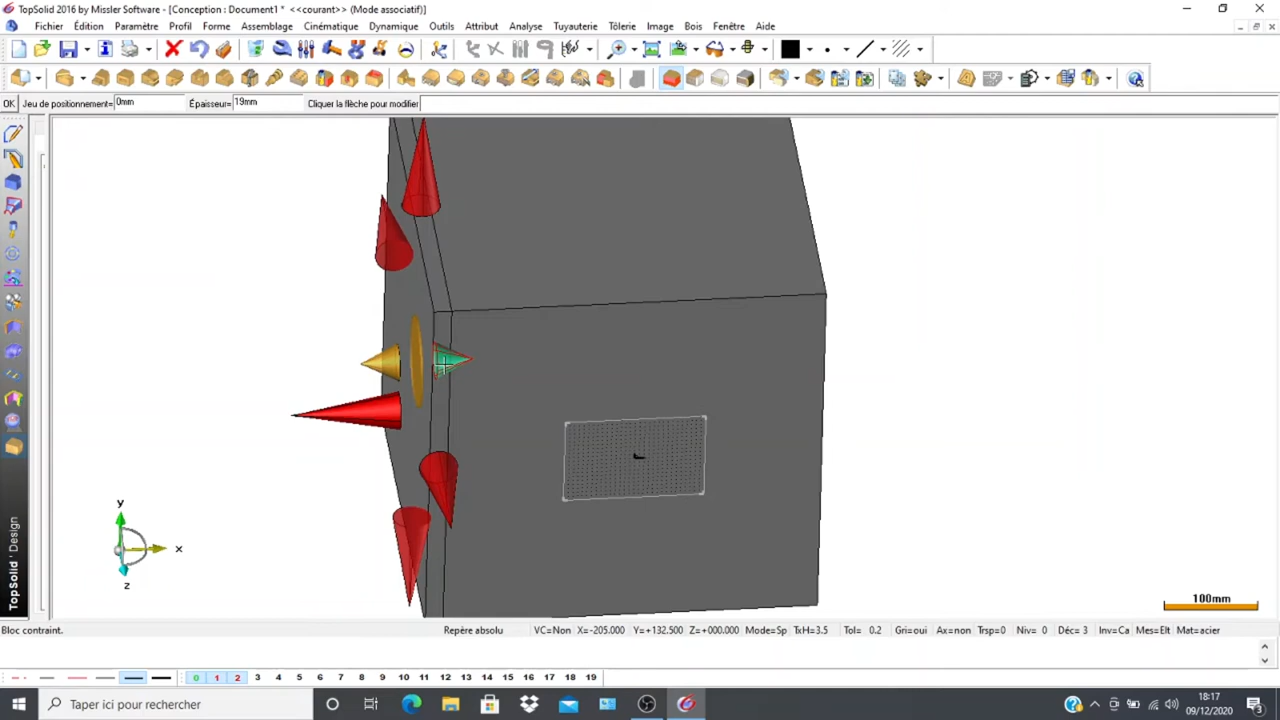 TopSolid 2016 by Missler Software - [Conception : Document1 * <<courant>> (Mode associatif)]
Fichier Édition Paramètre Profil Forme Assemblage Cinématique Dynamique Outils Attribut Analyse Tuyauterie Tôlerie Image Bois Fenêtre Aide
OK Jeu de positionnement= 0mm Épaisseur= 19mm Cliquer la flèche pour modifier
y
x
z
TopSolid ' Design
100mm
Bloc contraint. Repère absolu VC=Non X=-205.000 Y=+132.500 Z=+000.000 Mode=Sp TxH=3.5 Tol= 0.2 Gri=oui Ax=non Trsp=0 Niv= 0 Déc= 3 Inv=Ca Mes=Elt Mat=acier
0 1 2 3 4 5 6 7 8 9 10 11 12 13 14 15 16 17 18 19
Taper ici pour rechercher
18:17
09/12/2020
3